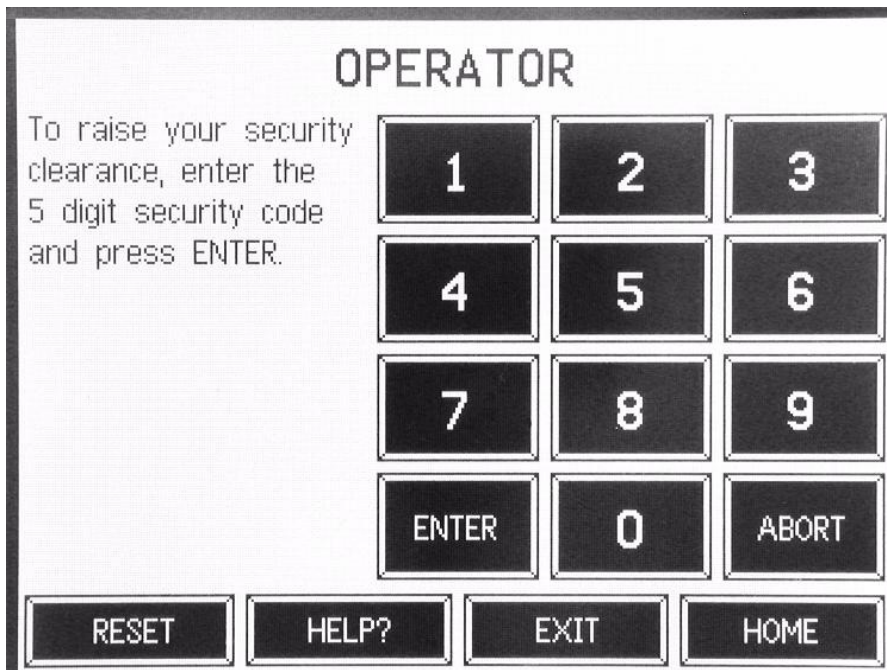 OPERATOR
To raise your security
clearance, enter the
5 digit security code
and press ENTER.
1 2 3
4 5 6
7 8 9
ENTER 0 ABORT
RESET HELP? EXIT HOME